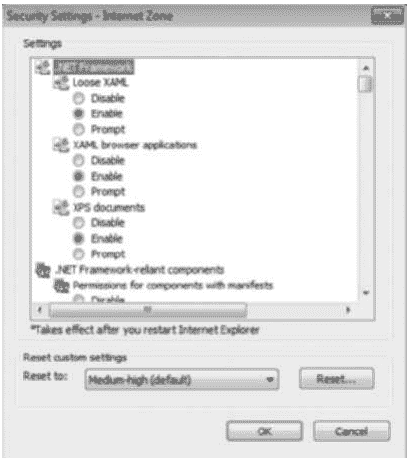 Security Settings - Internet Zone
Settings
.NET Framework
Loose XAML
Disable
Enable
Prompt
XAML browser applications
Disable
Enable
Prompt
XPS documents
Disable
Enable
Prompt
.NET Framework-reliant components
Permissions for components with manifests
Disable
*Takes effect after you restart Internet Explorer
Reset custom settings
Reset to: Medium-high (default) Reset...
OK Cancel